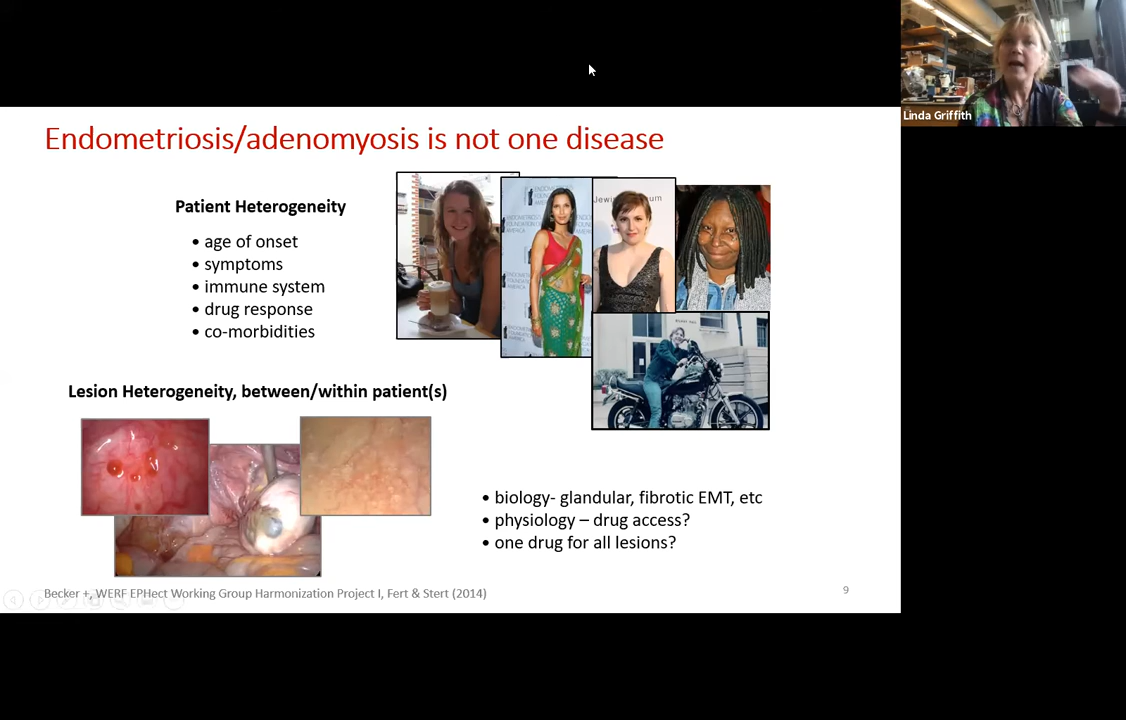 Linda Griffith
Endometriosis/adenomyosis is not one disease
Patient Heterogeneity
• age of onset
• symptoms
• immune system
• drug response
• co-morbidities
Lesion Heterogeneity, between/within patient(s)
• biology- glandular, fibrotic EMT, etc
• physiology – drug access?
• one drug for all lesions?
Becker +, WERF EPHect Working Group Harmonization Project I, Fert & Stert (2014)
9